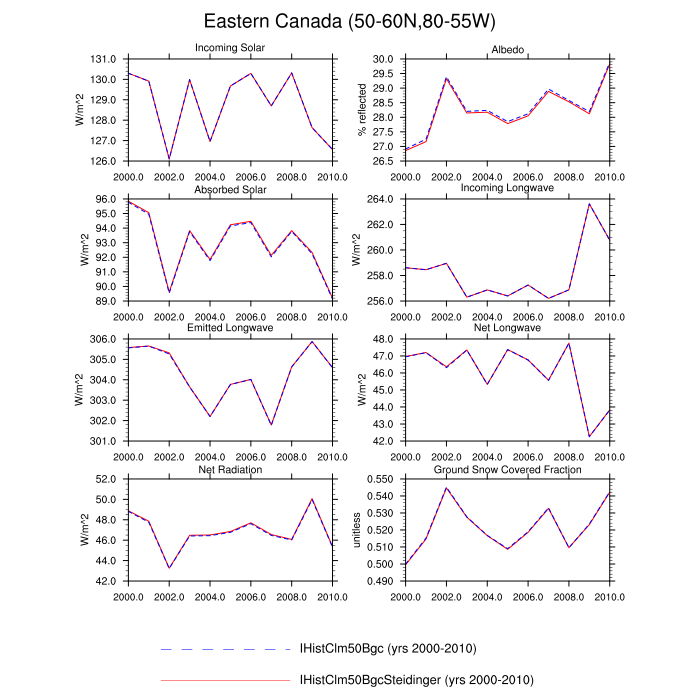 Eastern Canada (50-60N,80-55W)
Incoming Solar
131.0
130.0
129.0
128.0
127.0
126.0
W/m^2
2000.0 2002.0 2004.0 2006.0 2008.0 2010.0
Albedo
30.0
29.5
29.0
28.5
28.0
27.5
27.0
26.5
% reflected
2000.0 2002.0 2004.0 2006.0 2008.0 2010.0
Absorbed Solar
96.0
95.0
94.0
93.0
92.0
91.0
90.0
89.0
W/m^2
2000.0 2002.0 2004.0 2006.0 2008.0 2010.0
Incoming Longwave
264.0
262.0
260.0
258.0
256.0
W/m^2
2000.0 2002.0 2004.0 2006.0 2008.0 2010.0
Emitted Longwave
306.0
305.0
304.0
303.0
302.0
301.0
W/m^2
2000.0 2002.0 2004.0 2006.0 2008.0 2010.0
Net Longwave
48.0
47.0
46.0
45.0
44.0
43.0
42.0
W/m^2
2000.0 2002.0 2004.0 2006.0 2008.0 2010.0
Net Radiation
52.0
50.0
48.0
46.0
44.0
42.0
W/m^2
2000.0 2002.0 2004.0 2006.0 2008.0 2010.0
Ground Snow Covered Fraction
0.550
0.540
0.530
0.520
0.510
0.500
0.490
unitless
2000.0 2002.0 2004.0 2006.0 2008.0 2010.0
IHistClm50Bgc (yrs 2000-2010)
IHistClm50BgcSteidinger (yrs 2000-2010)